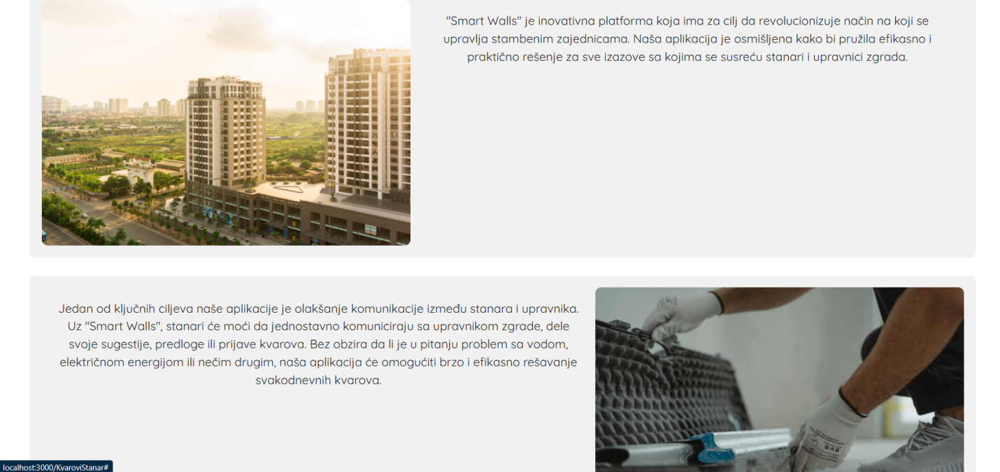 "Smart Walls" je inovativna platforma koja ima za cilj da revolucionizuje način na koji se
upravlja stambenim zajednicama. Naša aplikacija je osmišljena kako bi pružila efikasno i
praktično rešenje za sve izazove sa kojima se susreću stanari i upravnici zgrada.
Jedan od ključnih ciljeva naše aplikacije je olakšanje komunikacije između stanara i upravnika.
Uz "Smart Walls", stanari će moći da jednostavno komuniciraju sa upravnikom zgrade, dele
svoje sugestije, predloge ili prijave kvarova. Bez obzira da li je u pitanju problem sa vodom,
električnom energijom ili nečim drugim, naša aplikacija će omogućiti brzo i efikasno rešavanje
svakodnevnih kvarova.
localhost:3000/KvaroviStanar#